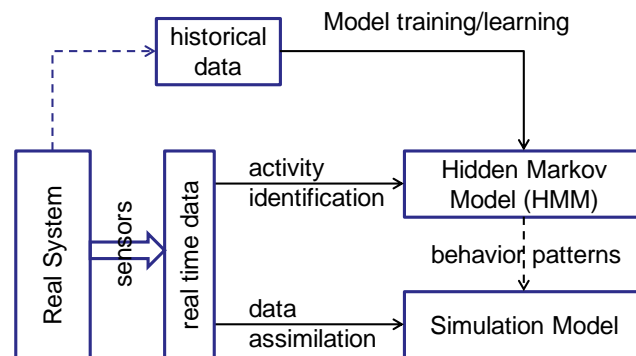 Model training/learning
historical
data
Real System
sensors
real time data
activity
identification
Hidden Markov
Model (HMM)
behavior patterns
data
assimilation
Simulation Model